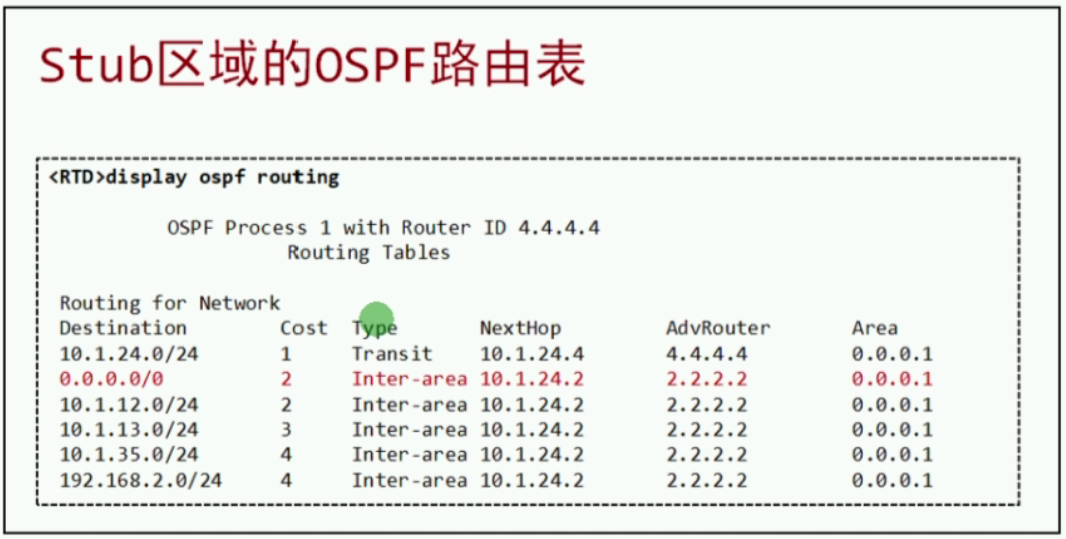 Stub区域的OSPF路由表
<RTD>display ospf routing
OSPF Process 1 with Router ID 4.4.4.4
Routing Tables
Routing for Network
Destination Cost Type NextHop AdvRouter Area
10.1.24.0/24 1 Transit 10.1.24.4 4.4.4.4 0.0.0.1
0.0.0.0/0 2 Inter-area 10.1.24.2 2.2.2.2 0.0.0.1
10.1.12.0/24 2 Inter-area 10.1.24.2 2.2.2.2 0.0.0.1
10.1.13.0/24 3 Inter-area 10.1.24.2 2.2.2.2 0.0.0.1
10.1.35.0/24 4 Inter-area 10.1.24.2 2.2.2.2 0.0.0.1
192.168.2.0/24 4 Inter-area 10.1.24.2 2.2.2.2 0.0.0.1